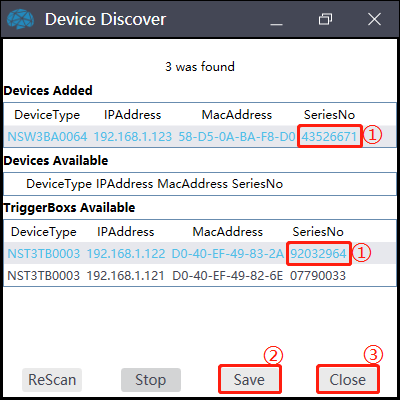 Device Discover
3 was found
Devices Added
DeviceType IPAddress MacAddress SeriesNo
NSW3BA0064 192.168.1.123 58-D5-0A-BA-F8-D0 43526671 ①
Devices Available
DeviceType IPAddress MacAddress SeriesNo
TriggerBoxs Available
DeviceType IPAddress MacAddress SeriesNo
NST3TB0003 192.168.1.122 D0-40-EF-49-83-2A 92032964 ①
NST3TB0003 192.168.1.121 D0-40-EF-49-82-6E 07790033
② ③
ReScan Stop Save Close